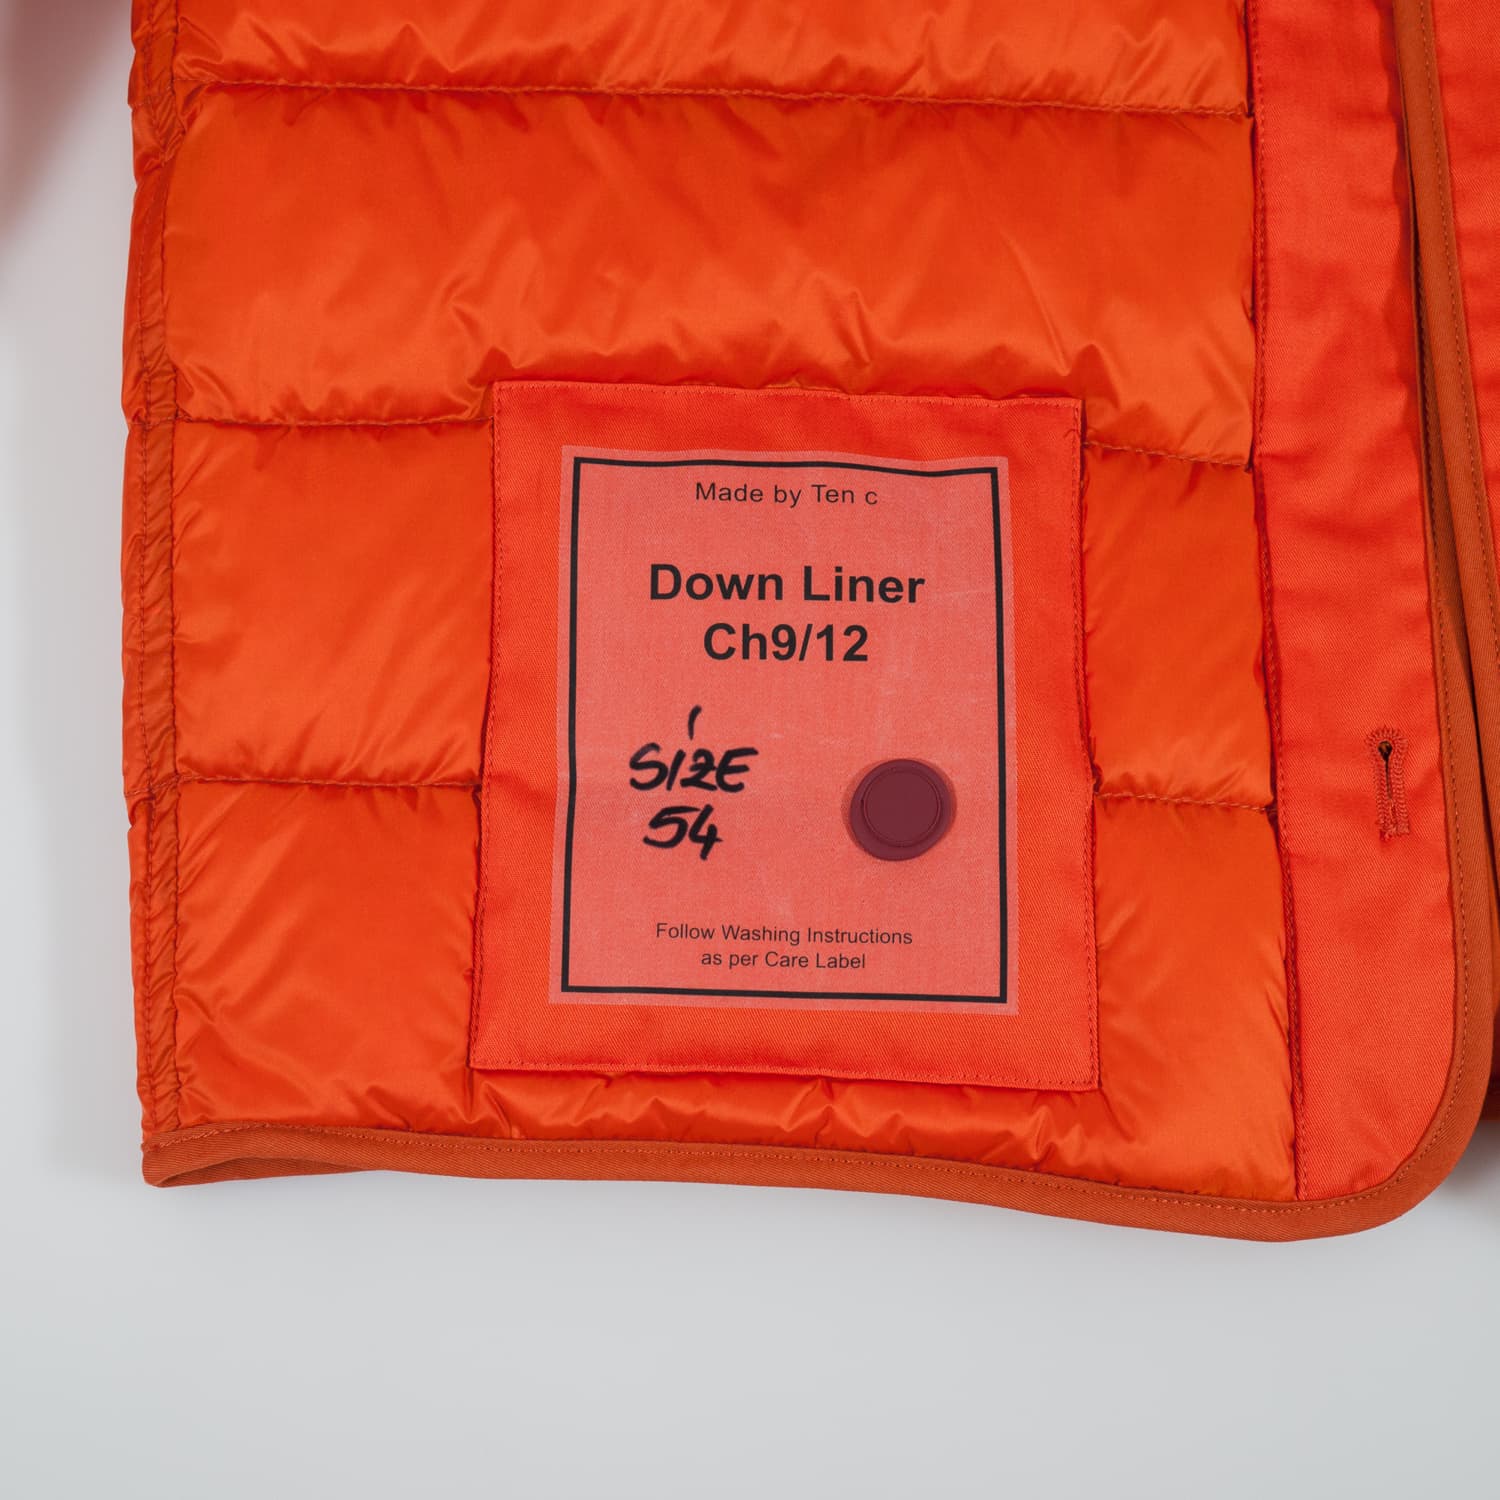 Made by Ten c
Down Liner
Ch9/12
SIZE
54
Follow Washing Instructions
as per Care Label